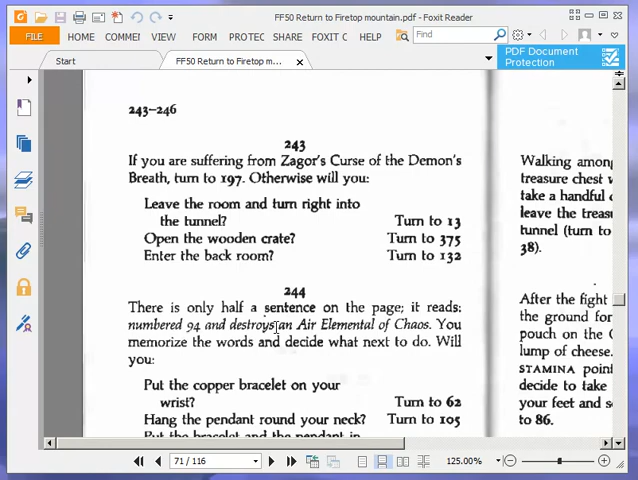 FF50 Return to Firetop mountain.pdf - Foxit Reader
FILE HOME COMMEI VIEW FORM PROTEC SHARE FOXIT C HELP Find
Start FF50 Return to Firetop m... PDF Document Protection
243–246
243
If you are suffering from Zagor's Curse of the Demon's
Breath, turn to 197. Otherwise will you:
Leave the room and turn right into
the tunnel? Turn to 13
Open the wooden crate? Turn to 375
Enter the back room? Turn to 132
244
There is only half a sentence on the page; it reads:
numbered 94 and destroys an Air Elemental of Chaos. You
memorize the words and decide what next to do. Will
you:
Put the copper bracelet on your
wrist? Turn to 62
Hang the pendant round your neck? Turn to 105
Put the bracelet and the pendant in
Walking among
treasure chest w
take a handful
leave the treas
tunnel (turn to
38).
After the fight
the ground for
pouch on the
lump of cheese.
STAMINA poin
decide to take
your feet and s
to 86.
71 / 116 125.00%